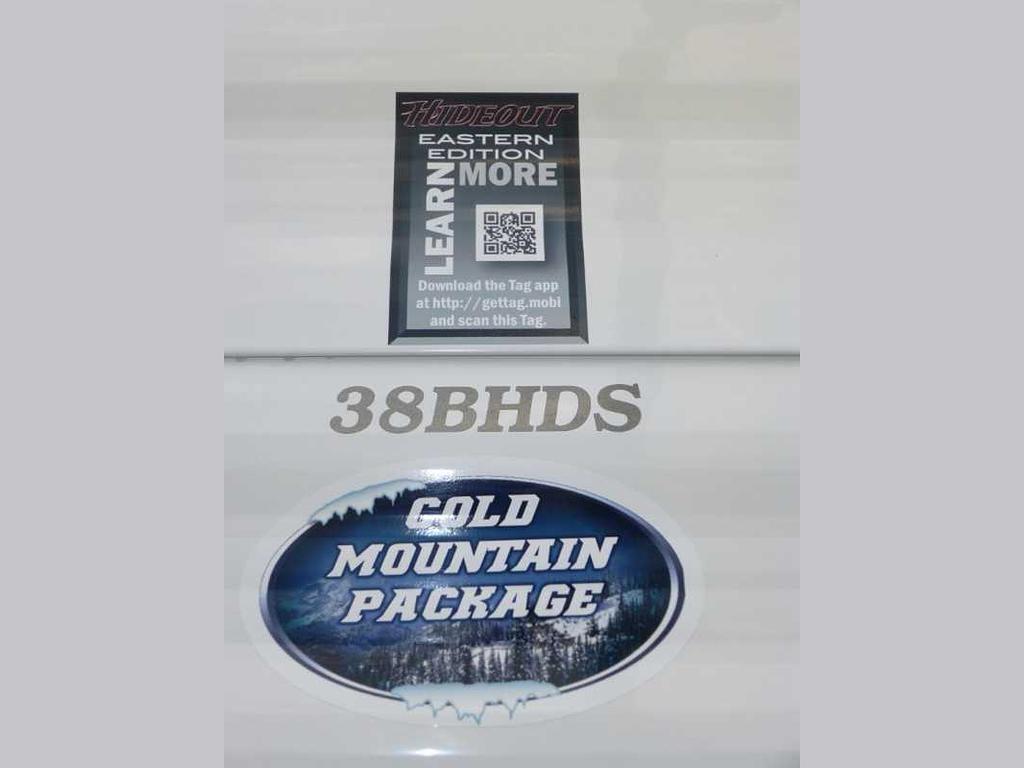 HIDEOUT
EASTERN
EDITION
LEARN
MORE
Download the Tag app
at http://gettag.mobi
and scan this Tag.
38BHDS
COLD
MOUNTAIN
PACKAGE